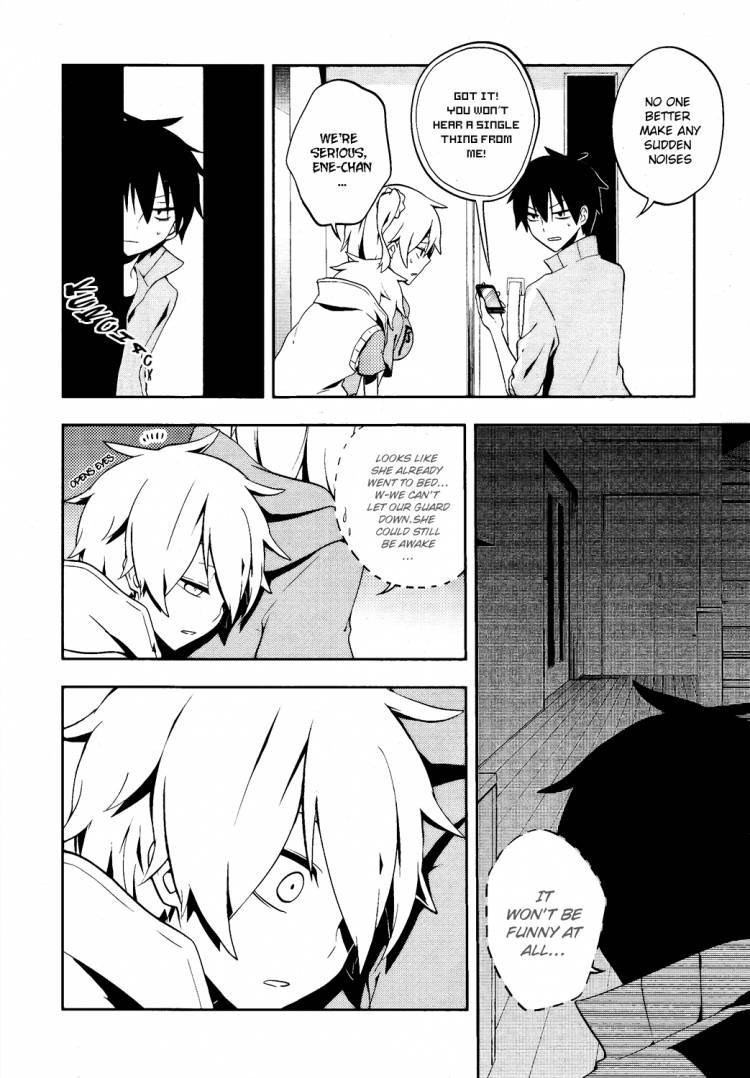 NO ONE
BETTER
MAKE ANY
SUDDEN
NOISES
GOT IT!
YOU WON'T
HEAR A SINGLE
THING FROM
ME!
WE'RE
SERIOUS,
ENE-CHAN
...
LOOKS LIKE
SHE ALREADY
WENT TO BED...
W-WE CAN'T
LET OUR GUARD
DOWN.SHE
COULD STILL
BE AWAKE
...
OPENS EYES
IT
WON'T BE
FUNNY AT
ALL...